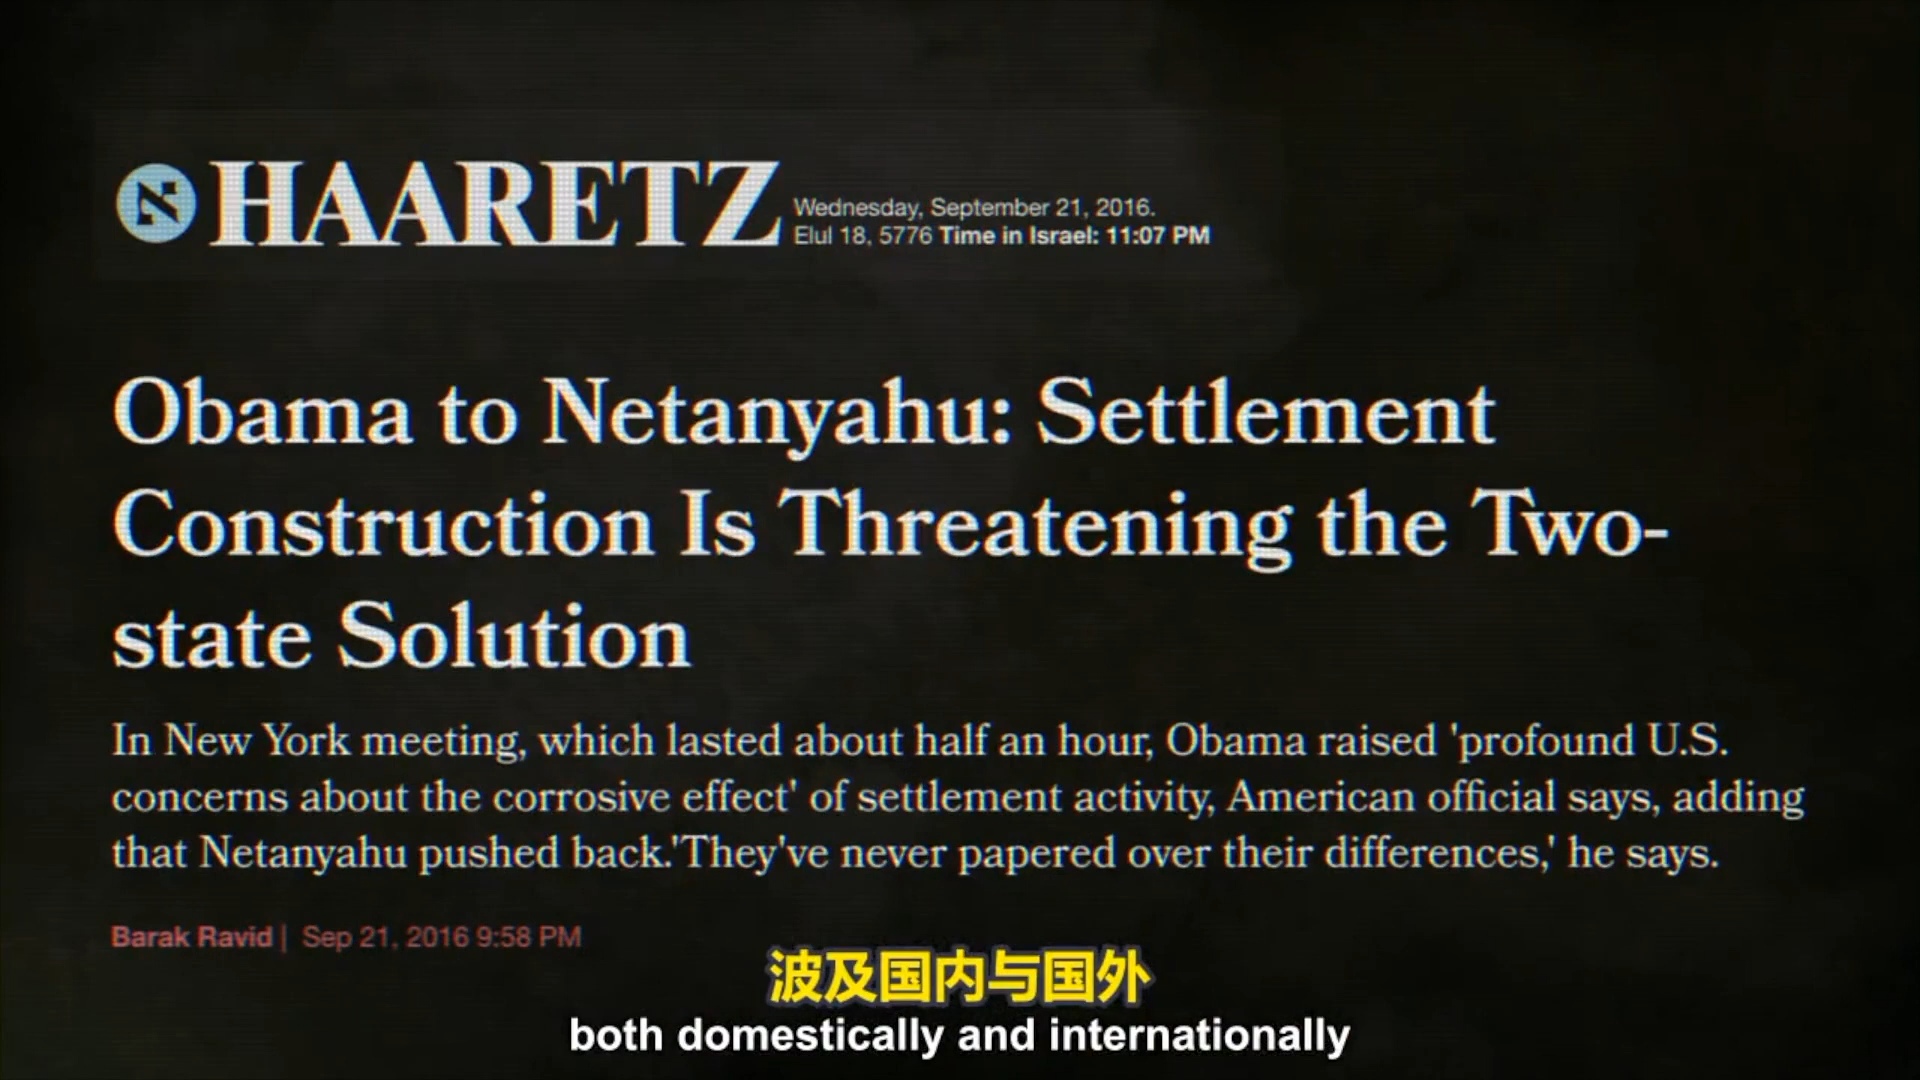 HAARETZ
Wednesday, September 21, 2016.
Elul 18, 5776 Time in Israel: 11:07 PM
Obama to Netanyahu: Settlement
Construction Is Threatening the Two-
state Solution
In New York meeting, which lasted about half an hour, Obama raised 'profound U.S.
concerns about the corrosive effect' of settlement activity, American official says, adding
that Netanyahu pushed back.'They've never papered over their differences,' he says.
Barak Ravid | Sep 21, 2016 9:58 PM
波及国内与国外
both domestically and internationally